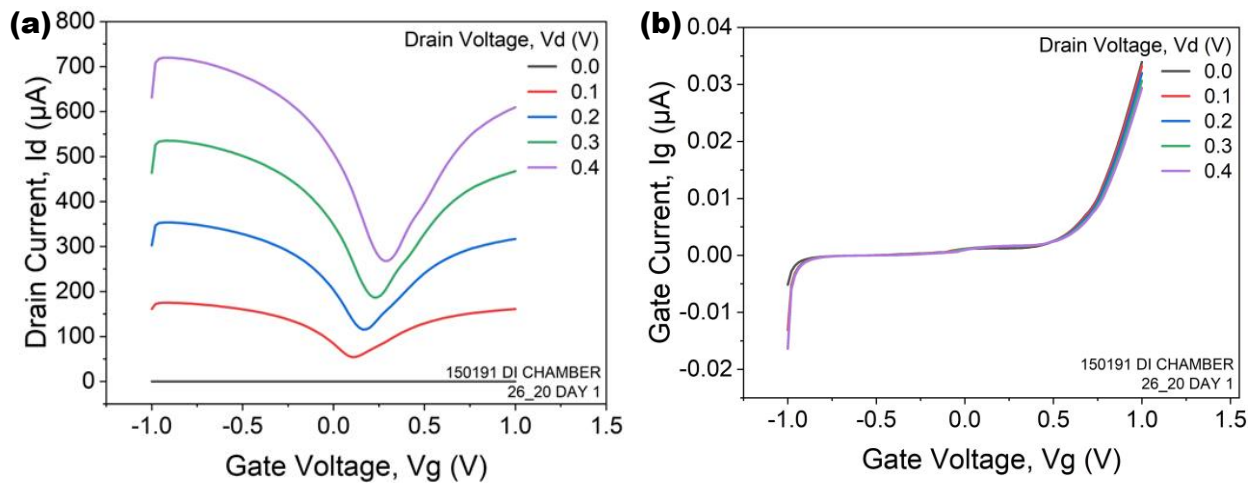 (a)
800
700
600
500
400
300
200
100
0
Drain Current, Id (µA)
Drain Voltage, Vd (V)
0.0
0.1
0.2
0.3
0.4
150191 DI CHAMBER
26_20 DAY 1
-1.0 -0.5 0.0 0.5 1.0 1.5
Gate Voltage, Vg (V)
(b)
0.04
0.03
0.02
0.01
0.00
-0.01
-0.02
Gate Current, Ig (µA)
Drain Voltage, Vd (V)
0.0
0.1
0.2
0.3
0.4
150191 DI CHAMBER
26_20 DAY 1
-1.0 -0.5 0.0 0.5 1.0 1.5
Gate Voltage, Vg (V)